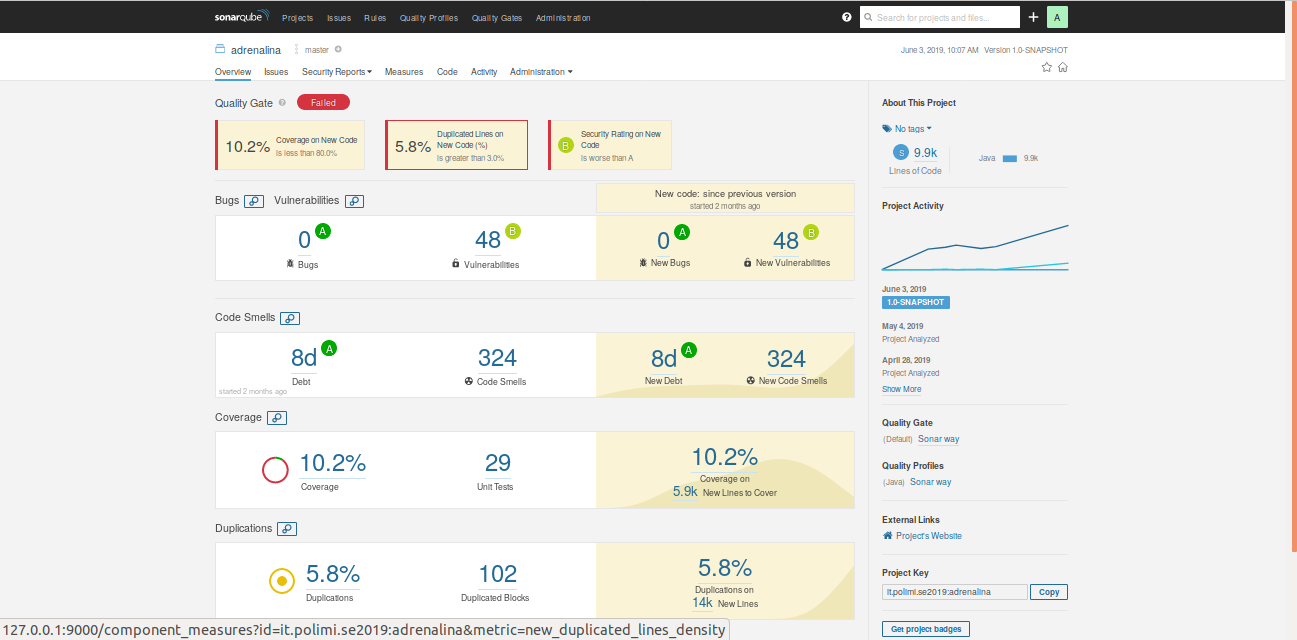 sonarqube Projects Issues Rules Quality Profiles Quality Gates Administration ? Search for projects and files... + A
adrenalina master
June 3, 2019, 10:07 AM Version 1.0-SNAPSHOT
Overview Issues Security Reports Measures Code Activity Administration
Quality Gate ? Failed
10.2% Coverage on New Code
is less than 80.0%
5.8% Duplicated Lines on
New Code (%)
is greater than 3.0%
B Security Rating on New
Code
is worse than A
Bugs Vulnerabilities
New code: since previous version
started 2 months ago
0 A
Bugs
48 B
Vulnerabilities
0 A
New Bugs
48 B
New Vulnerabilities
Code Smells
8d A
Debt
started 2 months ago
324
Code Smells
8d A
New Debt
324
New Code Smells
Coverage
10.2%
Coverage
29
Unit Tests
10.2%
Coverage on
5.9k New Lines to Cover
Duplications
5.8%
Duplications
102
Duplicated Blocks
5.8%
Duplications on
14k New Lines
About This Project
No tags
S 9.9k
Lines of Code
Java 9.9k
Project Activity
June 3, 2019
1.0-SNAPSHOT
May 4, 2019
Project Analyzed
April 28, 2019
Project Analyzed
Show More
Quality Gate
(Default) Sonar way
Quality Profiles
(Java) Sonar way
External Links
Project's Website
Project Key
it.polimi.se2019:adrenalina Copy
Get project badges
127.0.0.1:9000/component_measures?id=it.polimi.se2019:adrenalina&metric=new_duplicated_lines_density